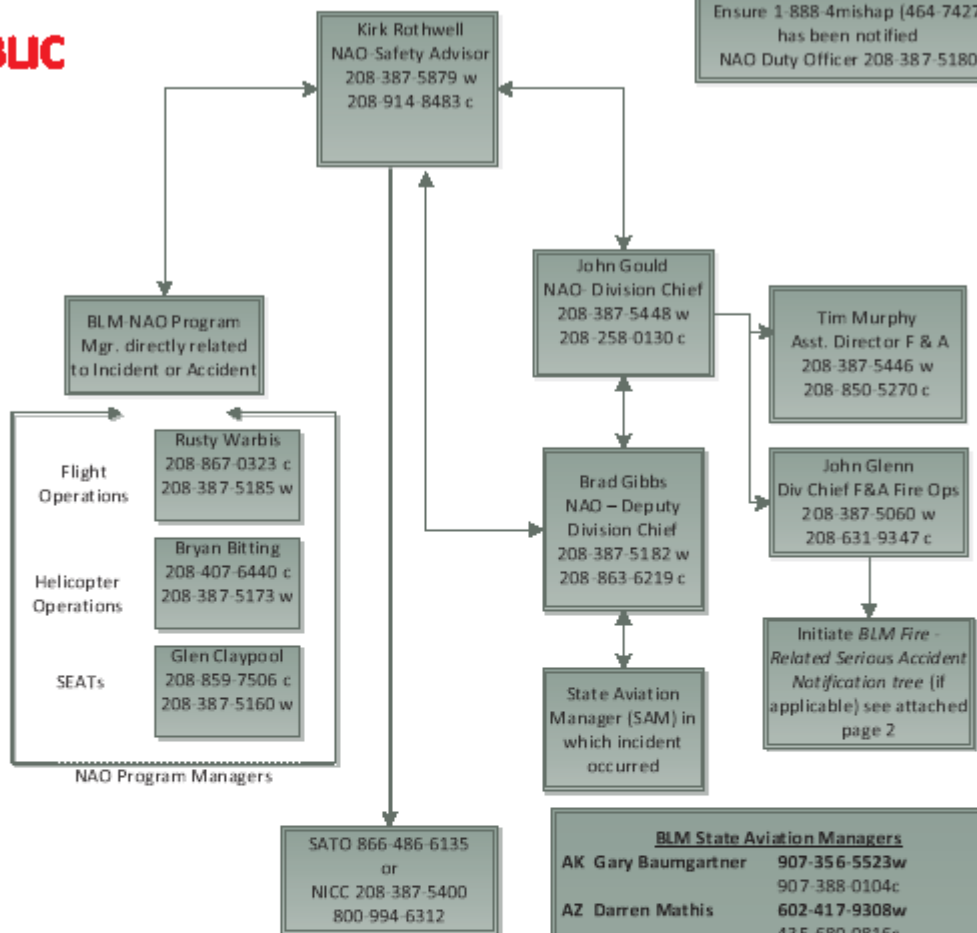 BLIC
Kirk Rothwell
NAO-Safety Advisor
208-387-5879 w
208-914-8483 c
Ensure 1-888-4mishap (464-7427
has been notified
NAO Duty Officer 208-387-5180
BLM-NAO Program
Mgr. directly related
to Incident or Accident
John Gould
NAO- Division Chief
208-387-5448 w
208-258-0130 c
Tim Murphy
Asst. Director F & A
208-387-5446 w
208-850-5270 c
Flight
Operations
Rusty Warbis
208-867-0323 c
208-387-5185 w
Helicopter
Operations
Bryan Bitting
208-407-6440 c
208-387-5173 w
SEATs
Glen Claypool
208-859-7506 c
208-387-5160 w
NAO Program Managers
Brad Gibbs
NAO – Deputy
Division Chief
208-387-5182 w
208-863-6219 c
John Glenn
Div Chief F&A Fire Ops
208-387-5060 w
208-631-9347 c
State Aviation
Manager (SAM) in
which incident
occurred
Initiate BLM Fire -
Related Serious Accident
Notification tree (if
applicable) see attached
page 2
SATO 866-486-6135
or
NICC 208-387-5400
800-994-6312
BLM State Aviation Managers
AK Gary Baumgartner 907-356-5523w
907-388-0104c
AZ Darren Mathis 602-417-9308w